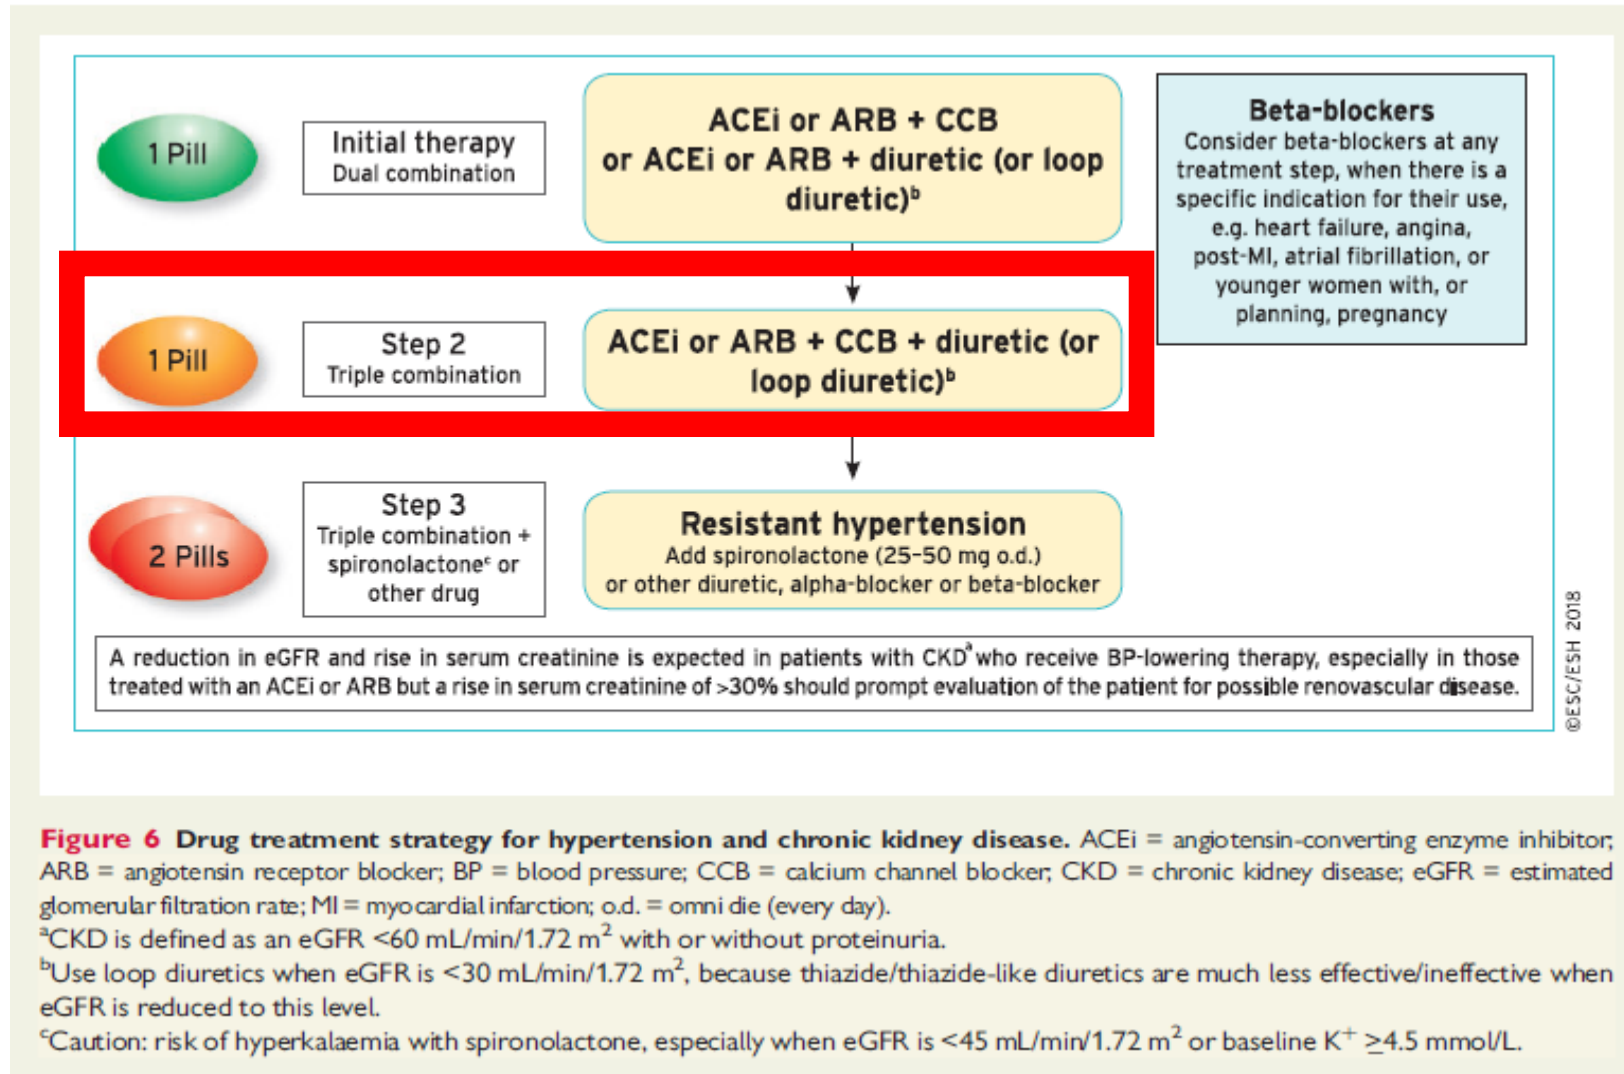 1 Pill
Initial therapy
Dual combination
ACEi or ARB + CCB
or ACEi or ARB + diuretic (or loop
diuretic)ᵇ
Beta-blockers
Consider beta-blockers at any
treatment step, when there is a
specific indication for their use,
e.g. heart failure, angina,
post-MI, atrial fibrillation, or
younger women with, or
planning, pregnancy
1 Pill
Step 2
Triple combination
ACEi or ARB + CCB + diuretic (or
loop diuretic)ᵇ
2 Pills
Step 3
Triple combination +
spironolactoneᶜ or
other drug
Resistant hypertension
Add spironolactone (25–50 mg o.d.)
or other diuretic, alpha-blocker or beta-blocker
A reduction in eGFR and rise in serum creatinine is expected in patients with CKDᵃ who receive BP-lowering therapy, especially in those
treated with an ACEi or ARB but a rise in serum creatinine of >30% should prompt evaluation of the patient for possible renovascular disease.
©ESC/ESH 2018
Figure 6 Drug treatment strategy for hypertension and chronic kidney disease. ACEi = angiotensin-converting enzyme inhibitor;
ARB = angiotensin receptor blocker; BP = blood pressure; CCB = calcium channel blocker; CKD = chronic kidney disease; eGFR = estimated
glomerular filtration rate; MI = myocardial infarction; o.d. = omni die (every day).
ᵃCKD is defined as an eGFR <60 mL/min/1.72 m² with or without proteinuria.
ᵇUse loop diuretics when eGFR is <30 mL/min/1.72 m², because thiazide/thiazide-like diuretics are much less effective/ineffective when
eGFR is reduced to this level.
ᶜCaution: risk of hyperkalaemia with spironolactone, especially when eGFR is <45 mL/min/1.72 m² or baseline K⁺ ≥4.5 mmol/L.